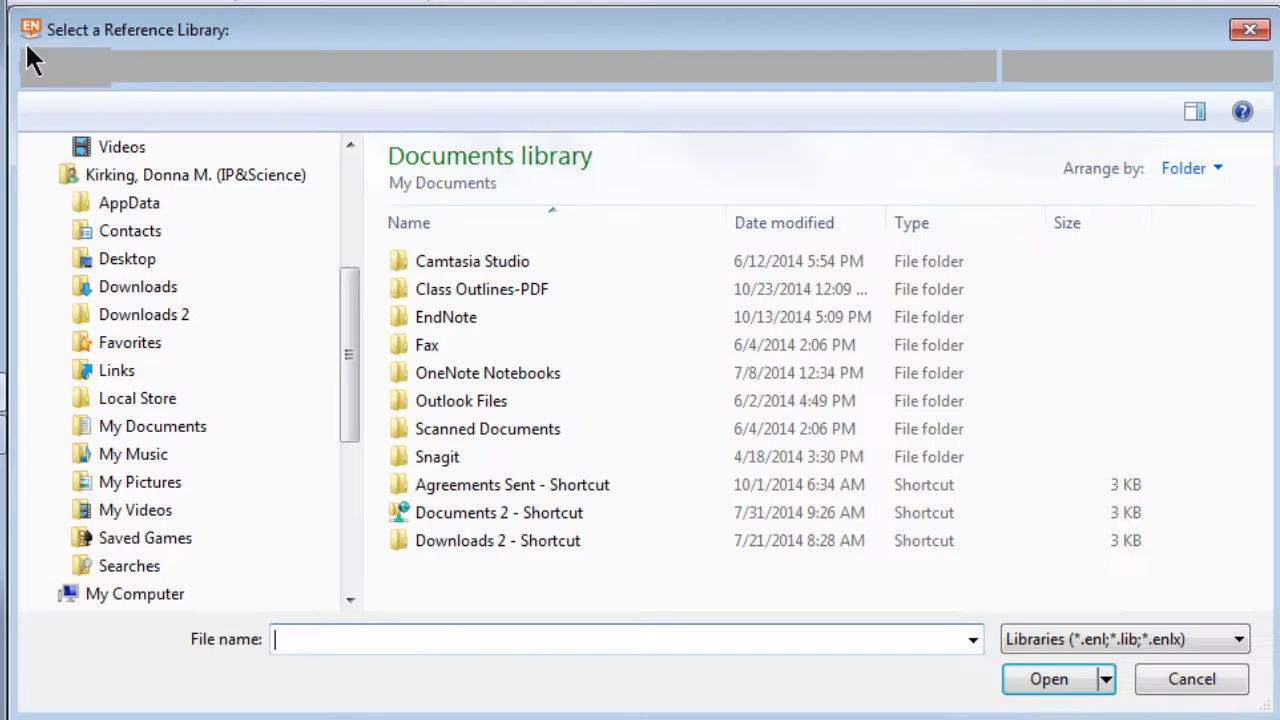 EN Select a Reference Library:
Videos
Kirking, Donna M. (IP&Science)
AppData
Contacts
Desktop
Downloads
Downloads 2
Favorites
Links
Local Store
My Documents
My Music
My Pictures
My Videos
Saved Games
Searches
My Computer
Documents library
My Documents
Arrange by: Folder
Name Date modified Type Size
Camtasia Studio 6/12/2014 5:54 PM File folder
Class Outlines-PDF 10/23/2014 12:09 ... File folder
EndNote 10/13/2014 5:09 PM File folder
Fax 6/4/2014 2:06 PM File folder
OneNote Notebooks 7/8/2014 12:34 PM File folder
Outlook Files 6/2/2014 4:49 PM File folder
Scanned Documents 6/4/2014 2:06 PM File folder
Snagit 4/18/2014 3:30 PM File folder
Agreements Sent - Shortcut 10/1/2014 6:34 AM Shortcut 3 KB
Documents 2 - Shortcut 7/31/2014 9:26 AM Shortcut 3 KB
Downloads 2 - Shortcut 7/21/2014 8:28 AM Shortcut 3 KB
File name: Libraries (*.enl;*.lib;*.enlx)
Open Cancel